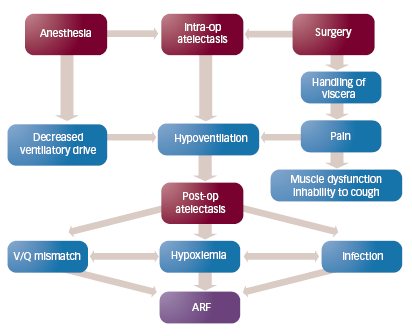 Anesthesia
Intra-op
atelectasis
Surgery
Handling of
viscera
Decreased
ventilatory drive
Hypoventilation
Pain
Muscle dysfunction
Inhability to cough
Post-op
atelectasis
V/Q mismatch
Hypoxiemia
Infection
ARF